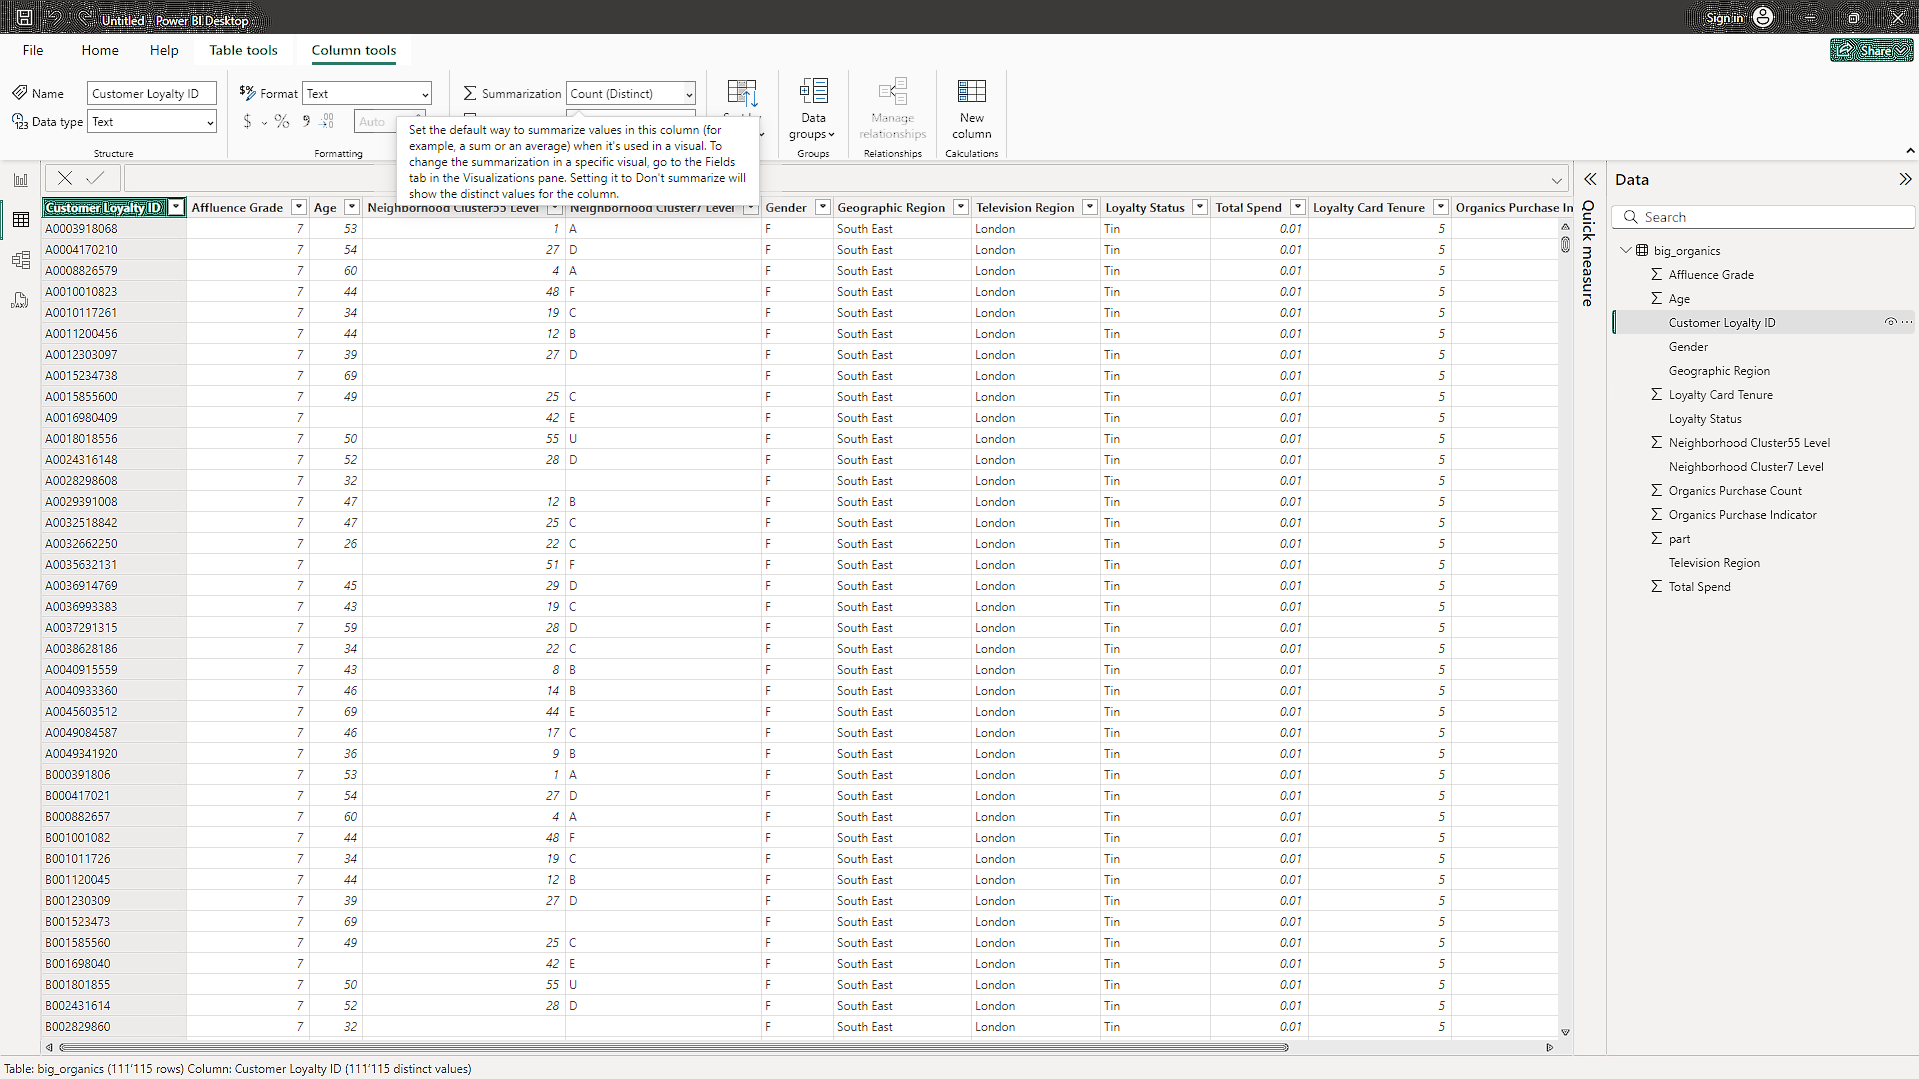 Untitled - Power BI Desktop
Sign in
File Home Help Table tools Column tools
Share
Name Customer Loyalty ID
$% Format Text
Summarization Count (Distinct)
Data type Text
$ % 9 .00 Auto
Data groups
Manage relationships
New column
Structure
Formatting
Groups
Relationships
Calculations
Set the default way to summarize values in this column (for
example, a sum or an average) when it's used in a visual. To
change the summarization in a specific visual, go to the Fields
tab in the Visualizations pane. Setting it to Don't summarize will
show the distinct values for the column.
Customer Loyalty ID Affluence Grade Age Neighborhood Cluster55 Level Neighborhood Cluster7 Level Gender Geographic Region Television Region Loyalty Status Total Spend Loyalty Card Tenure Organics Purchase In
A0003918068 7 53 1 A F South East London Tin 0.01 5
A0004170210 7 54 27 D F South East London Tin 0.01 5
A0008826579 7 60 4 A F South East London Tin 0.01 5
A0010010823 7 44 48 F F South East London Tin 0.01 5
A0010117261 7 34 19 C F South East London Tin 0.01 5
A0011200456 7 44 12 B F South East London Tin 0.01 5
A0012303097 7 39 27 D F South East London Tin 0.01 5
A0015234738 7 69 F South East London Tin 0.01 5
A0015855600 7 49 25 C F South East London Tin 0.01 5
A0016980409 7 42 E F South East London Tin 0.01 5
A0018018556 7 50 55 U F South East London Tin 0.01 5
A0024316148 7 52 28 D F South East London Tin 0.01 5
A0028298608 7 32 F South East London Tin 0.01 5
A0029391008 7 47 12 B F South East London Tin 0.01 5
A0032518842 7 47 25 C F South East London Tin 0.01 5
A0032662250 7 26 22 C F South East London Tin 0.01 5
A0035632131 7 51 F F South East London Tin 0.01 5
A0036914769 7 45 29 D F South East London Tin 0.01 5
A0036993383 7 43 19 C F South East London Tin 0.01 5
A0037291315 7 59 28 D F South East London Tin 0.01 5
A0038628186 7 34 22 C F South East London Tin 0.01 5
A0040915559 7 43 8 B F South East London Tin 0.01 5
A0040933360 7 46 14 B F South East London Tin 0.01 5
A0045603512 7 69 44 E F South East London Tin 0.01 5
A0049084587 7 46 17 C F South East London Tin 0.01 5
A0049341920 7 36 9 B F South East London Tin 0.01 5
B000391806 7 53 1 A F South East London Tin 0.01 5
B000417021 7 54 27 D F South East London Tin 0.01 5
B000882657 7 60 4 A F South East London Tin 0.01 5
B001001082 7 44 48 F F South East London Tin 0.01 5
B001011726 7 34 19 C F South East London Tin 0.01 5
B001120045 7 44 12 B F South East London Tin 0.01 5
B001230309 7 39 27 D F South East London Tin 0.01 5
B001523473 7 69 F South East London Tin 0.01 5
B001585560 7 49 25 C F South East London Tin 0.01 5
B001698040 7 42 E F South East London Tin 0.01 5
B001801855 7 50 55 U F South East London Tin 0.01 5
B002431614 7 52 28 D F South East London Tin 0.01 5
B002829860 7 32 F South East London Tin 0.01 5
Quick measure
Data
Search
big_organics
Affluence Grade
Age
Customer Loyalty ID
Gender
Geographic Region
Loyalty Card Tenure
Loyalty Status
Neighborhood Cluster55 Level
Neighborhood Cluster7 Level
Organics Purchase Count
Organics Purchase Indicator
part
Television Region
Total Spend
Table: big_organics (111'115 rows) Column: Customer Loyalty ID (111'115 distinct values)